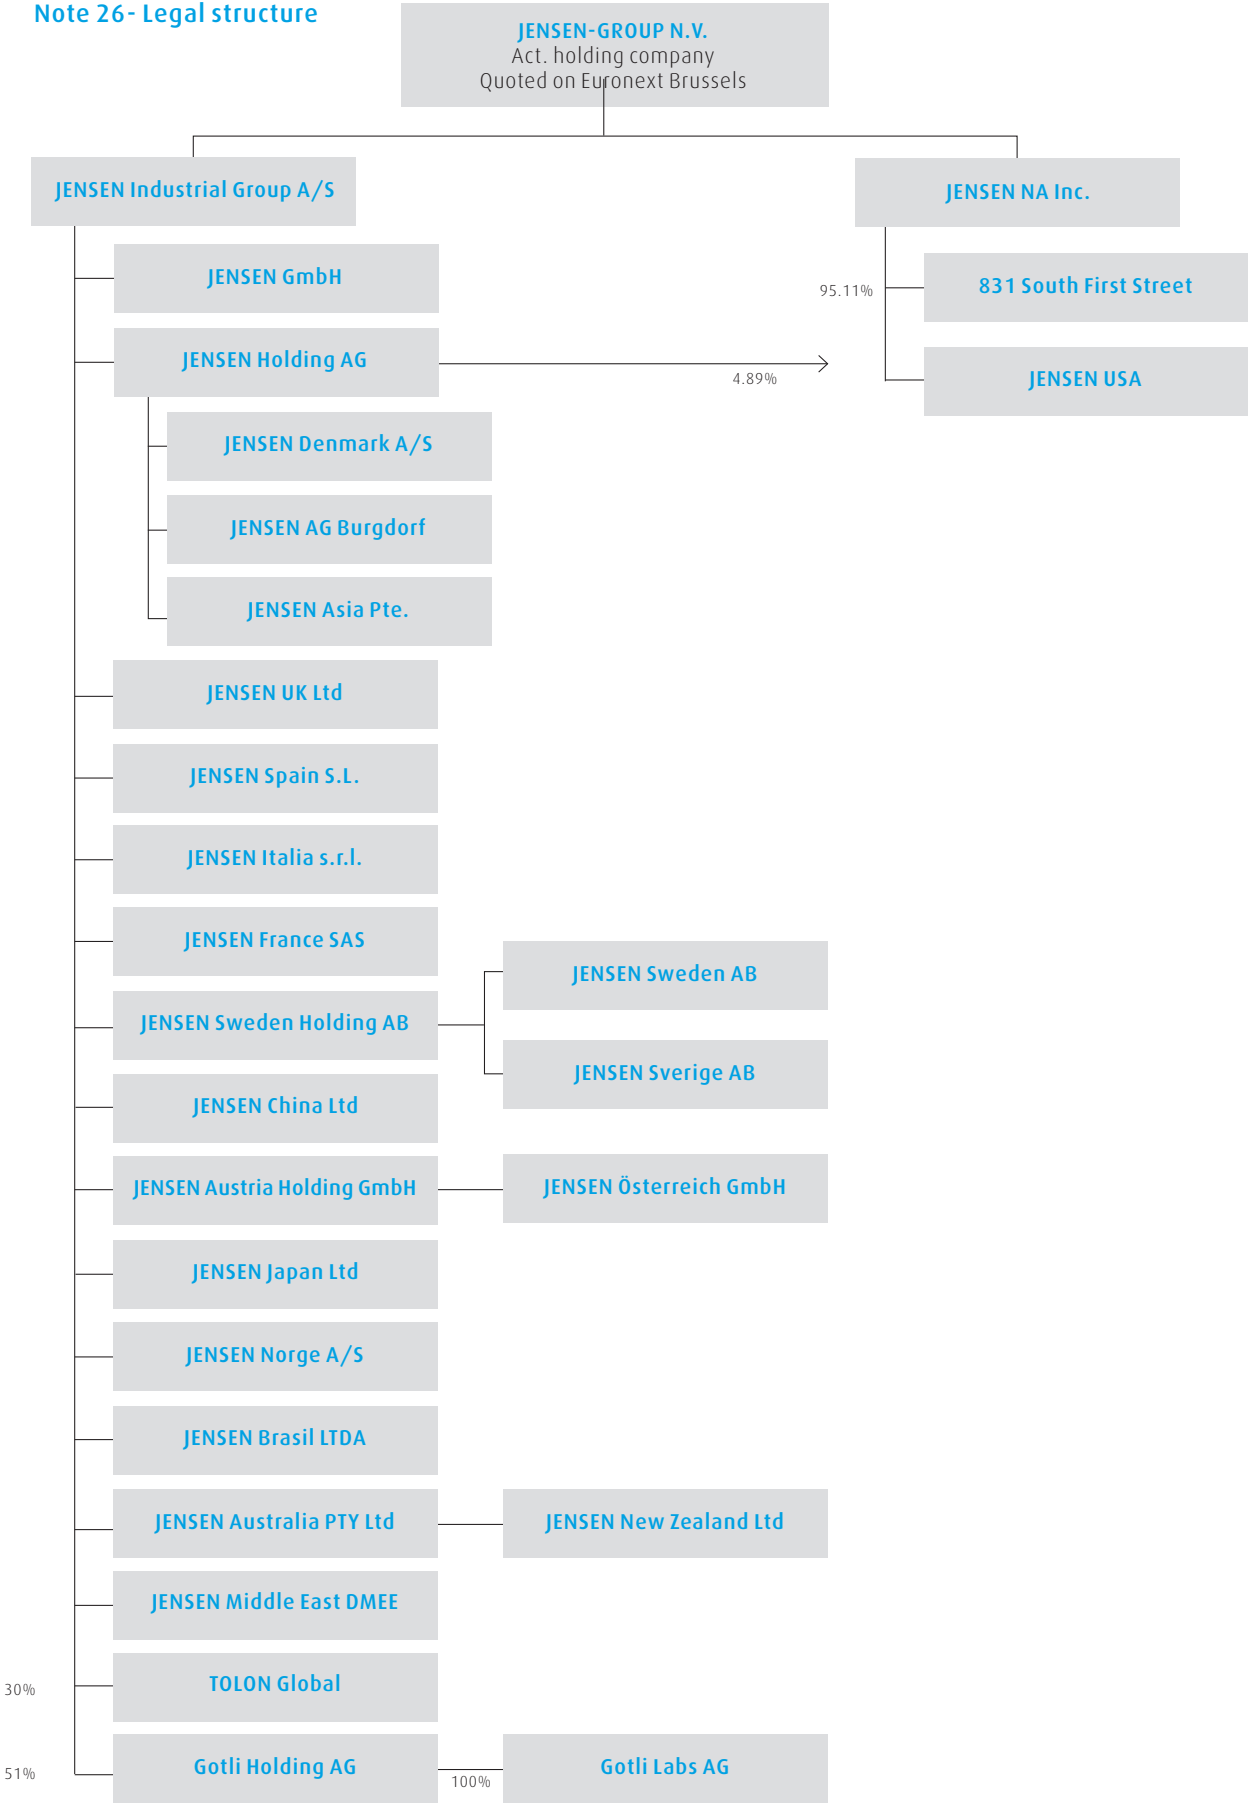 Note 26- Legal structure
JENSEN-GROUP N.V.
Act. holding company
Quoted on Euronext Brussels
JENSEN Industrial Group A/S
JENSEN NA Inc.
JENSEN GmbH
95.11%
831 South First Street
JENSEN Holding AG
4.89%
JENSEN USA
JENSEN Denmark A/S
JENSEN AG Burgdorf
JENSEN Asia Pte.
JENSEN UK Ltd
JENSEN Spain S.L.
JENSEN Italia s.r.l.
JENSEN France SAS
JENSEN Sweden AB
JENSEN Sweden Holding AB
JENSEN Sverige AB
JENSEN China Ltd
JENSEN Austria Holding GmbH
JENSEN Österreich GmbH
JENSEN Japan Ltd
JENSEN Norge A/S
JENSEN Brasil LTDA
JENSEN Australia PTY Ltd
JENSEN New Zealand Ltd
JENSEN Middle East DMEE
30%
TOLON Global
51%
Gotli Holding AG
100%
Gotli Labs AG